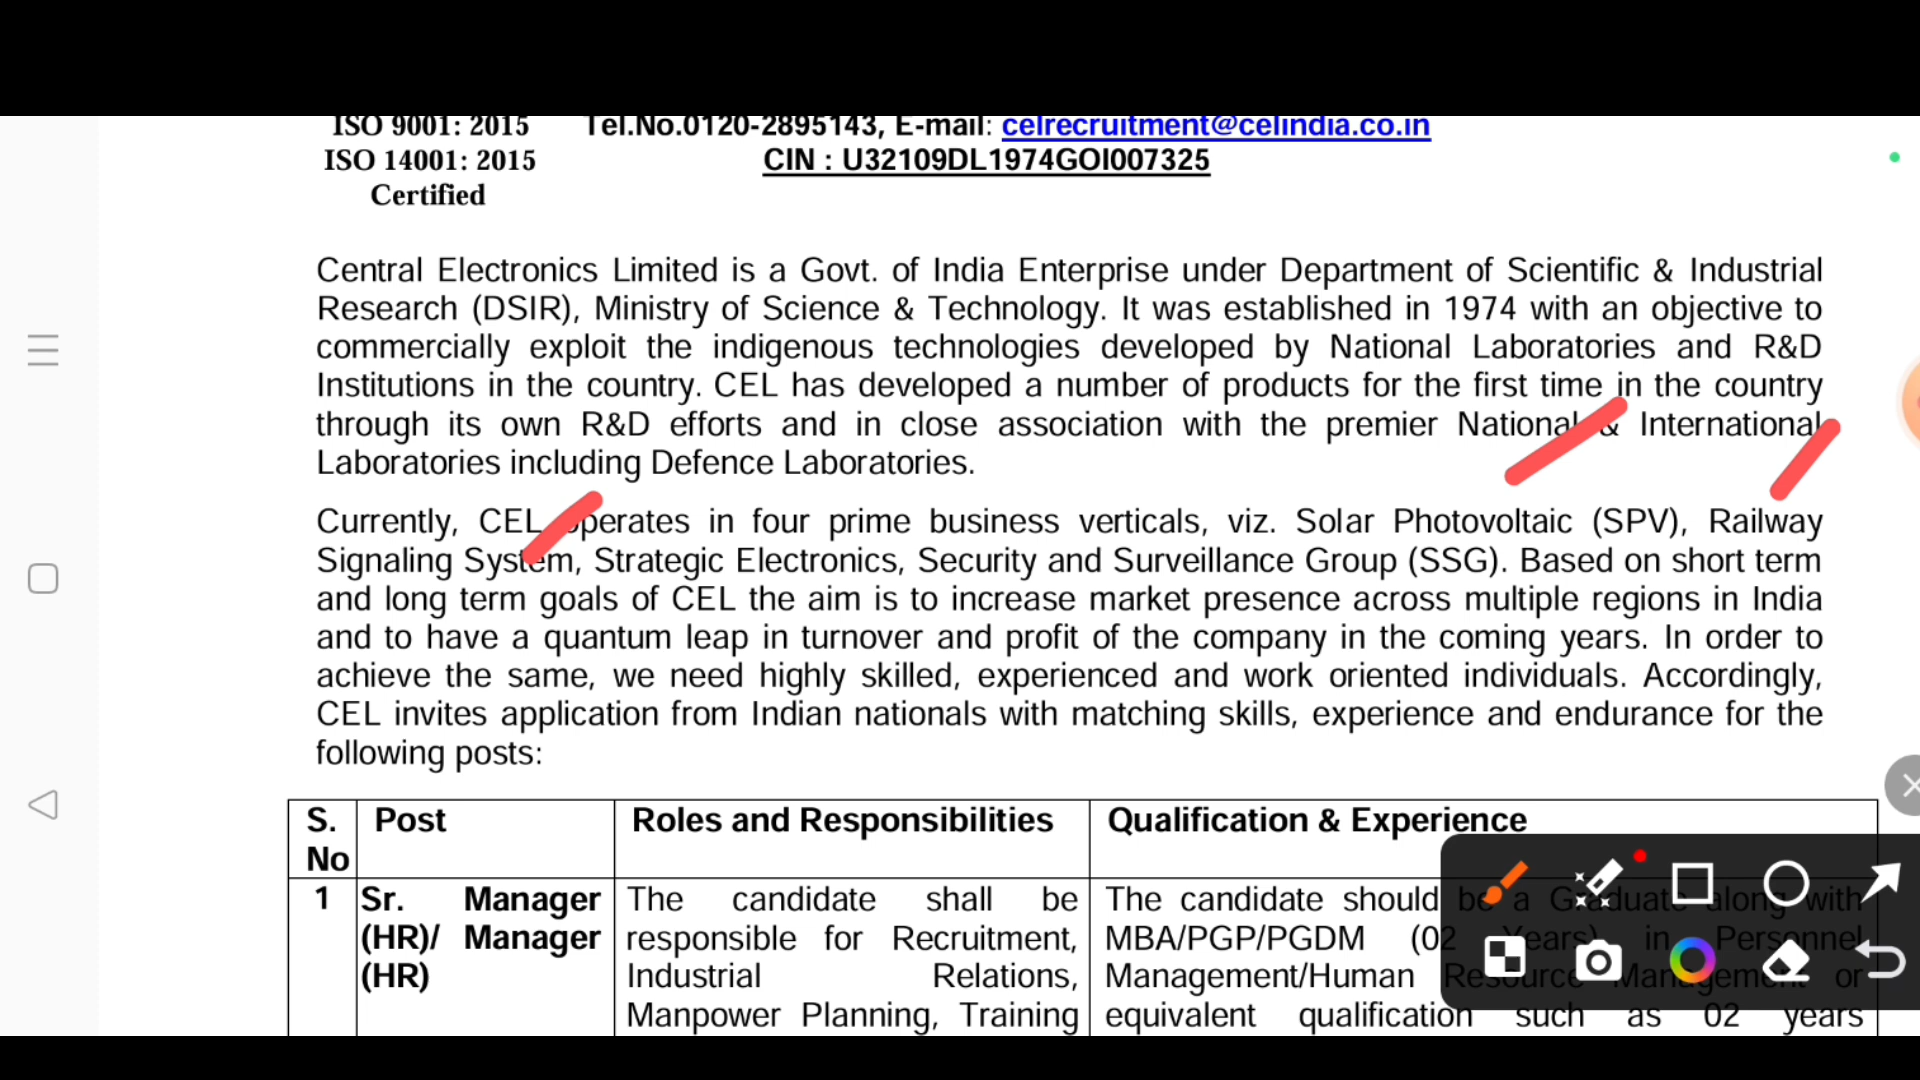 ISO 9001: 2015 Tel.No.0120-2895143, E-mail: celrecruitment@celindia.co.in
ISO 14001: 2015 CIN : U32109DL1974GOI007325
Certified
Central Electronics Limited is a Govt. of India Enterprise under Department of Scientific & Industrial
Research (DSIR), Ministry of Science & Technology. It was established in 1974 with an objective to
commercially exploit the indigenous technologies developed by National Laboratories and R&D
Institutions in the country. CEL has developed a number of products for the first time in the country
through its own R&D efforts and in close association with the premier National & International
Laboratories including Defence Laboratories.
Currently, CEL operates in four prime business verticals, viz. Solar Photovoltaic (SPV), Railway
Signaling System, Strategic Electronics, Security and Surveillance Group (SSG). Based on short term
and long term goals of CEL the aim is to increase market presence across multiple regions in India
and to have a quantum leap in turnover and profit of the company in the coming years. In order to
achieve the same, we need highly skilled, experienced and work oriented individuals. Accordingly,
CEL invites application from Indian nationals with matching skills, experience and endurance for the
following posts:
S. No Post Roles and Responsibilities Qualification & Experience
1 Sr. Manager (HR)/ Manager (HR)
The candidate shall be
responsible for Recruitment,
Industrial Relations,
Manpower Planning, Training
The candidate should be a Graduate along with
MBA/PGP/PGDM (02 Years) in Personnel
Management/Human Resource Management or
equivalent qualification such as 02 years